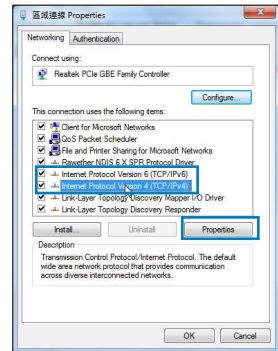 區域連線 Properties
Networking Authentication
Connect using:
Realtek PCIe GBE Family Controller
Configure...
This connection uses the following items:
Client for Microsoft Networks
QoS Packet Scheduler
File and Printer Sharing for Microsoft Networks
Rawether NDIS 6.X SPR Protocol Driver
Internet Protocol Version 6 (TCP/IPv6)
Internet Protocol Version 4 (TCP/IPv4)
Link-Layer Topology Discovery Mapper I/O Driver
Link-Layer Topology Discovery Responder
Install... Uninstall Properties
Description
Transmission Control Protocol/Internet Protocol. The default
wide area network protocol that provides communication
across diverse interconnected networks.
OK Cancel